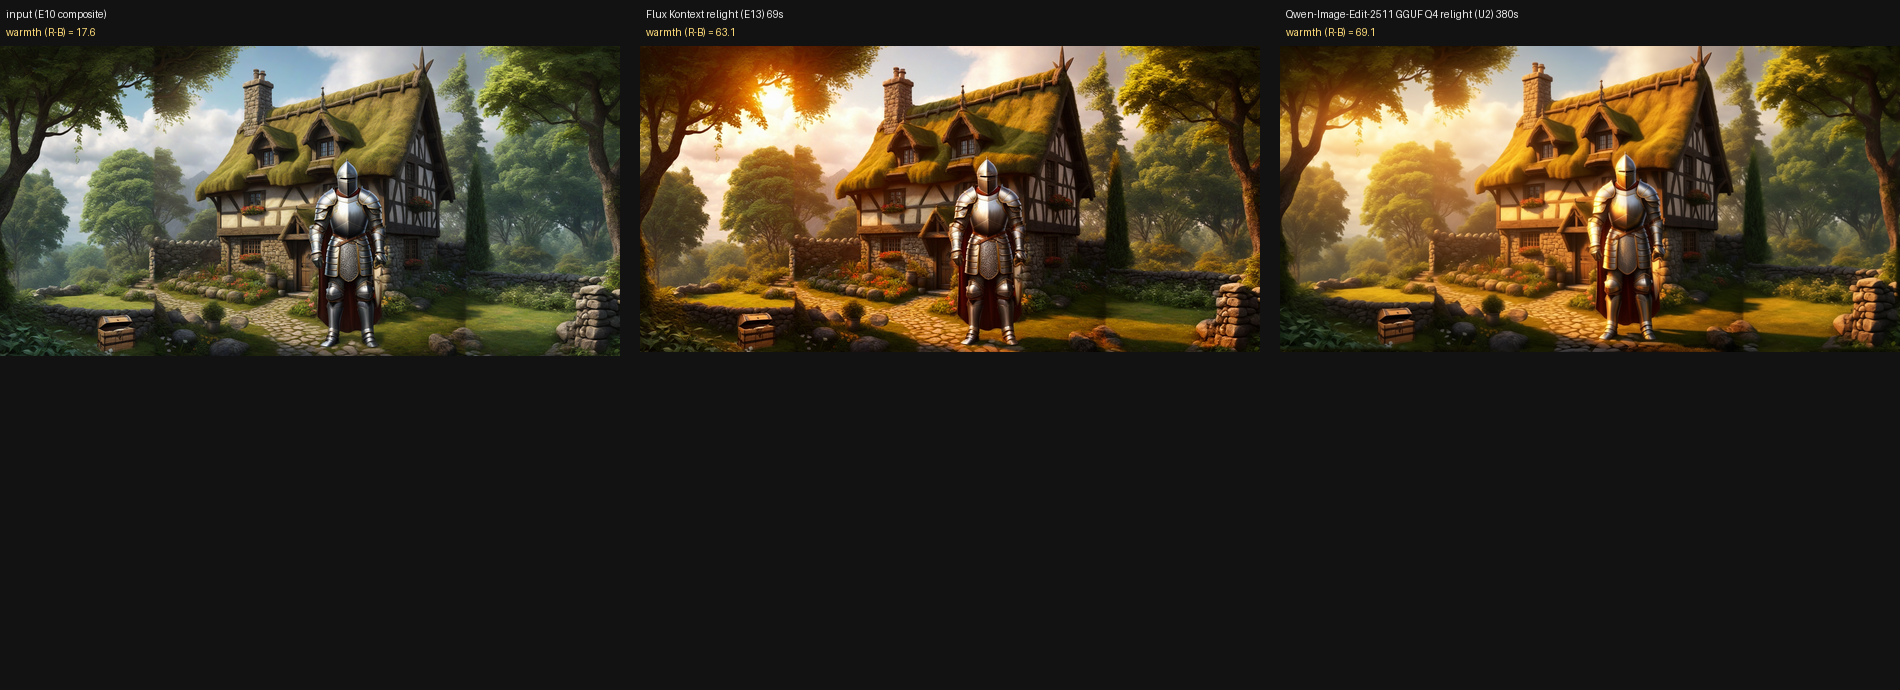 input (E10 composite)
warmth (R-B) = 17.6
Flux Kontext relight (E13) 69s
warmth (R-B) = 63.1
Qwen-Image-Edit-2511 GGUF Q4 relight (U2) 380s
warmth (R-B) = 69.1